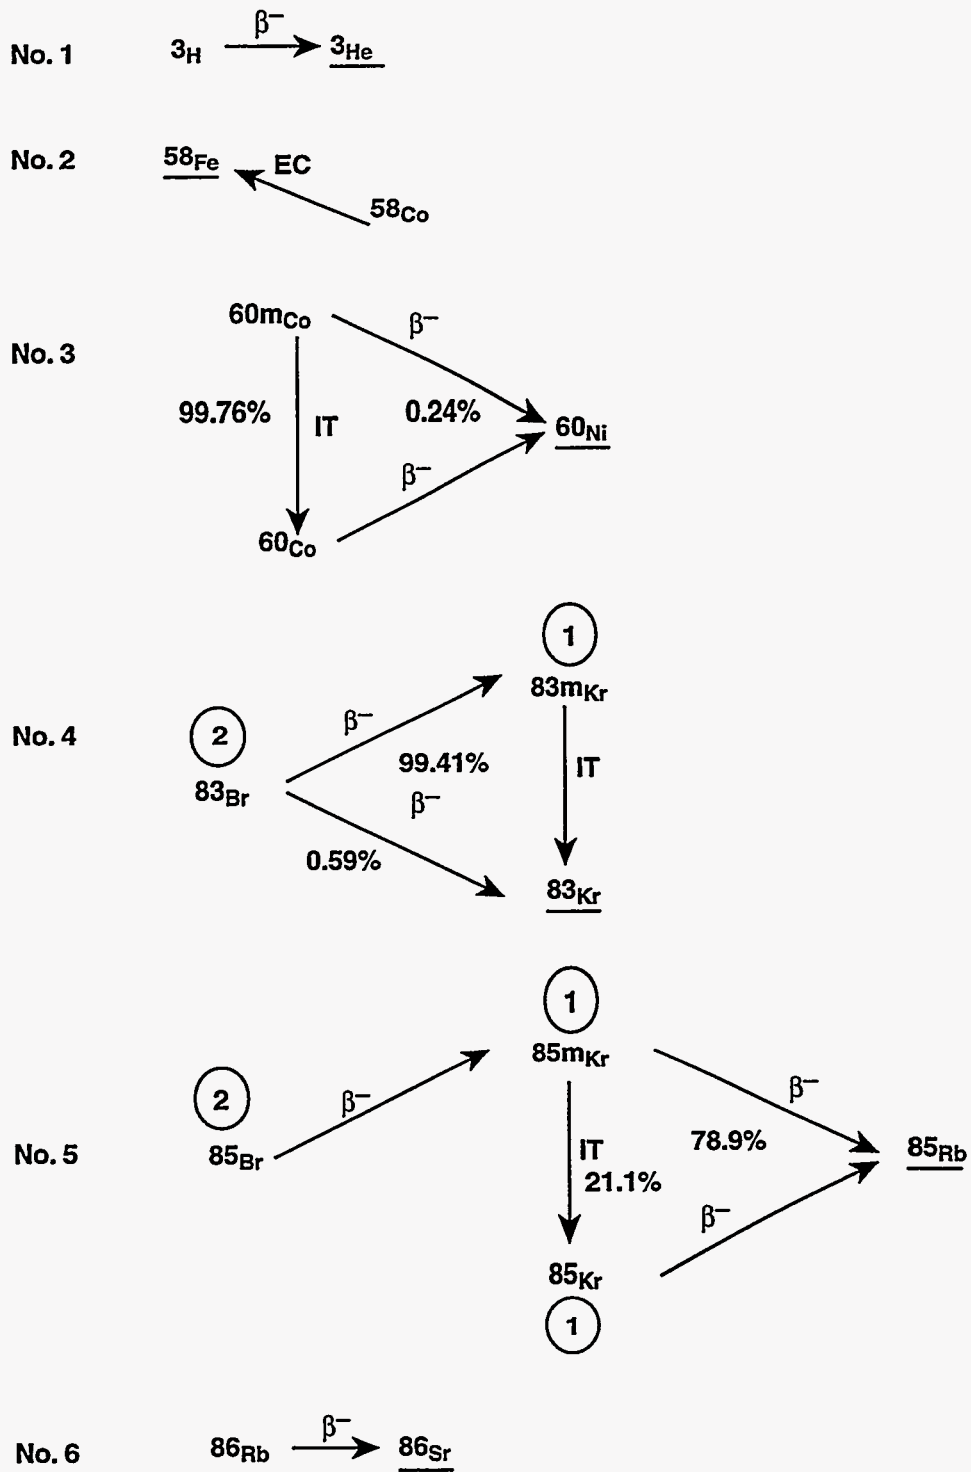 β−
No. 1 3H 3He
No. 2 58Fe EC
58Co
60mCo β−
No. 3
99.76% IT 0.24% 60Ni
β−
60Co
1
83mKr
2 β−
No. 4 99.41% IT
83Br β−
0.59%
83Kr
1
85mKr
2 β− β−
No. 5 85Br IT 78.9% 85Rb
21.1%
β−
85Kr
1
β−
No. 6 86Rb 86Sr